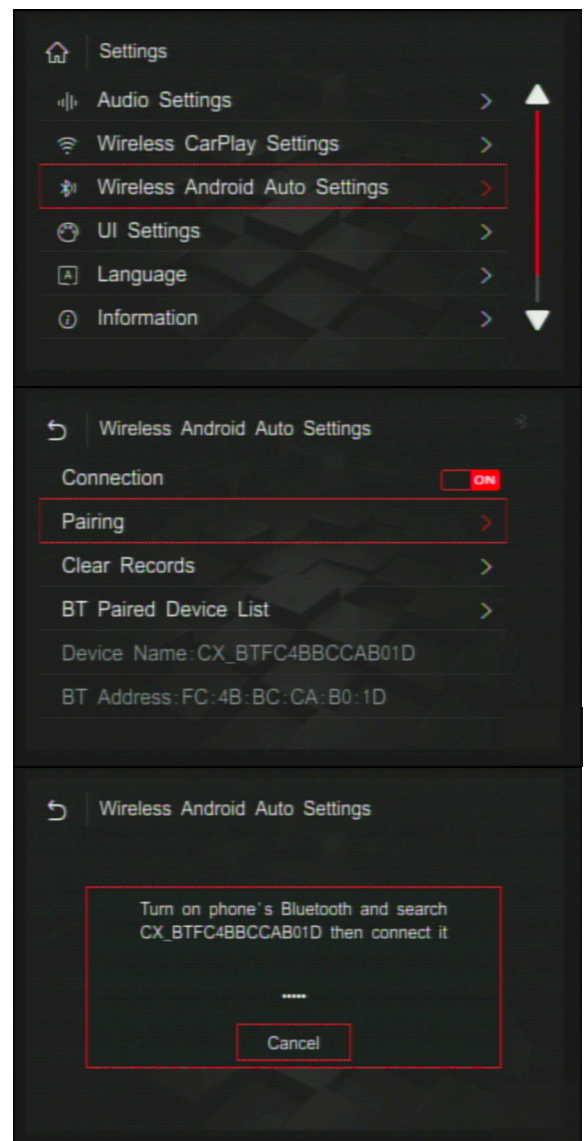 Settings
Audio Settings
Wireless CarPlay Settings
Wireless Android Auto Settings
UI Settings
A
Language
Information
Wireless Android Auto Settings
Connection
ON
Pairing
Clear Records
BT Paired Device List
Device Name:CX_BTFC4BBCCAB01D
BT Address:FC:4B:BC:CA:B0:1D
Wireless Android Auto Settings
Turn on phone's Bluetooth and search
CX_BTFC4BBCCAB01D then connect it
.....
Cancel